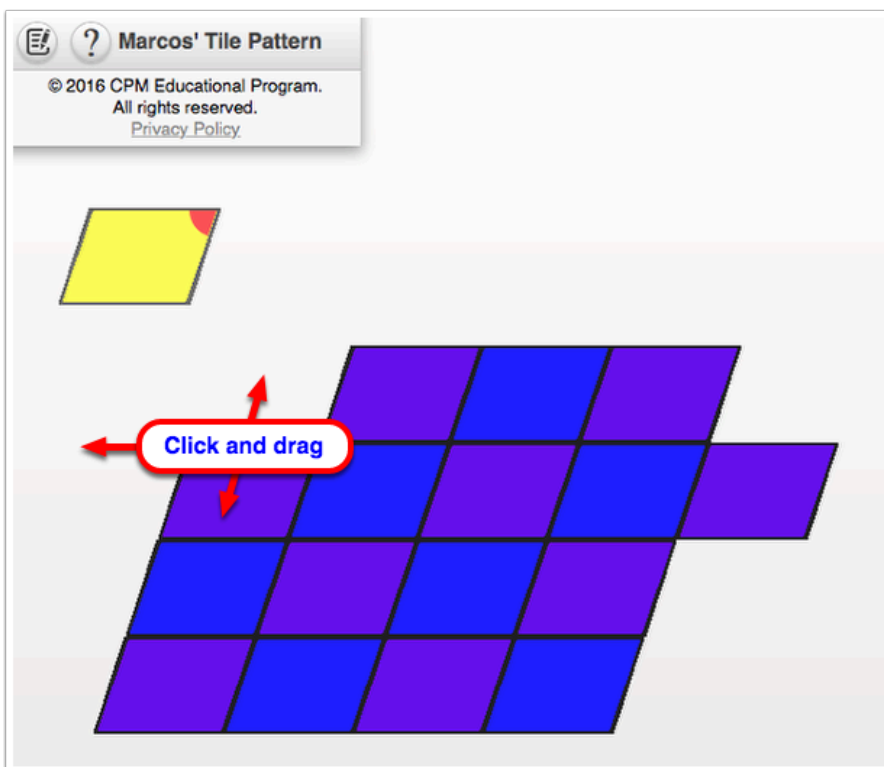 Marcos' Tile Pattern
© 2016 CPM Educational Program.
All rights reserved.
Privacy Policy
Click and drag